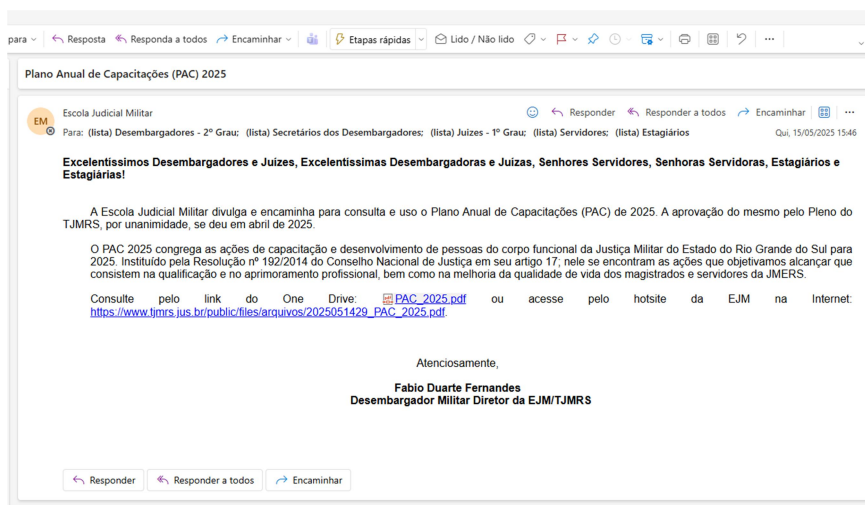 para Resposta Responda a todos Encaminhar Etapas rápidas Lido / Não lido
Plano Anual de Capacitações (PAC) 2025
EM
Escola Judicial Militar Responder Responder a todos Encaminhar
Para: (lista) Desembargadores - 2º Grau; (lista) Secretários dos Desembargadores; (lista) Juizes - 1º Grau; (lista) Servidores; (lista) Estagiários Qui, 15/05/2025 15:46
Excelentissimos Desembargadores e Juízes, Excelentissimas Desembargadoras e Juízas, Senhores Servidores, Senhoras Servidoras, Estagiários e
Estagiárias!
A Escola Judicial Militar divulga e encaminha para consulta e uso o Plano Anual de Capacitações (PAC) de 2025. A aprovação do mesmo pelo Pleno do
TJMRS, por unanimidade, se deu em abril de 2025.
O PAC 2025 congrega as ações de capacitação e desenvolvimento de pessoas do corpo funcional da Justiça Militar do Estado do Rio Grande do Sul para
2025. Instituído pela Resolução nº 192/2014 do Conselho Nacional de Justiça em seu artigo 17; nele se encontram as ações que objetivamos alcançar que
consistem na qualificação e no aprimoramento profissional, bem como na melhoria da qualidade de vida dos magistrados e servidores da JMERS.
Consulte pelo link do One Drive: PAC_2025.pdf ou acesse pelo hotsite da EJM na Internet:
https://www.tjmrs.jus.br/public/files/arquivos/2025051429_PAC_2025.pdf.
Atenciosamente,
Fabio Duarte Fernandes
Desembargador Militar Diretor da EJM/TJMRS
Responder Responder a todos Encaminhar